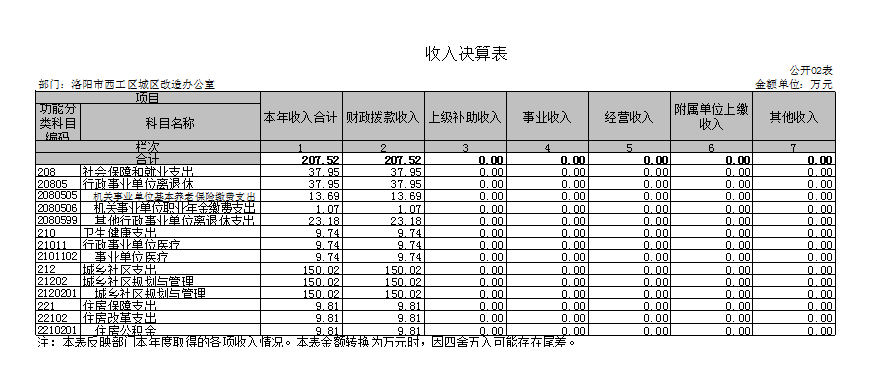 收入决算表
公开02表
部门：洛阳市西工区城区改造办公室 金额单位：万元
项目 本年收入合计 财政拨款收入 上级补助收入 事业收入 经营收入 附属单位上缴收入 其他收入
功能分类科目编码 科目名称
栏次 1 2 3 4 5 6 7
合计 207.52 207.52 0.00 0.00 0.00 0.00 0.00
208 社会保障和就业支出 37.95 37.95 0.00 0.00 0.00 0.00 0.00
20805 行政事业单位离退休 37.95 37.95 0.00 0.00 0.00 0.00 0.00
2080505 机关事业单位基本养老保险缴费支出 13.69 13.69 0.00 0.00 0.00 0.00 0.00
2080506 机关事业单位职业年金缴费支出 1.07 1.07 0.00 0.00 0.00 0.00 0.00
2080599 其他行政事业单位离退休支出 23.18 23.18 0.00 0.00 0.00 0.00 0.00
210 卫生健康支出 9.74 9.74 0.00 0.00 0.00 0.00 0.00
21011 行政事业单位医疗 9.74 9.74 0.00 0.00 0.00 0.00 0.00
2101102 事业单位医疗 9.74 9.74 0.00 0.00 0.00 0.00 0.00
212 城乡社区支出 150.02 150.02 0.00 0.00 0.00 0.00 0.00
21202 城乡社区规划与管理 150.02 150.02 0.00 0.00 0.00 0.00 0.00
2120201 城乡社区规划与管理 150.02 150.02 0.00 0.00 0.00 0.00 0.00
221 住房保障支出 9.81 9.81 0.00 0.00 0.00 0.00 0.00
22102 住房改革支出 9.81 9.81 0.00 0.00 0.00 0.00 0.00
2210201 住房公积金 9.81 9.81 0.00 0.00 0.00 0.00 0.00
注：本表反映部门本年度取得的各项收入情况。本表金额转换为万元时，因四舍五入可能存在尾差。